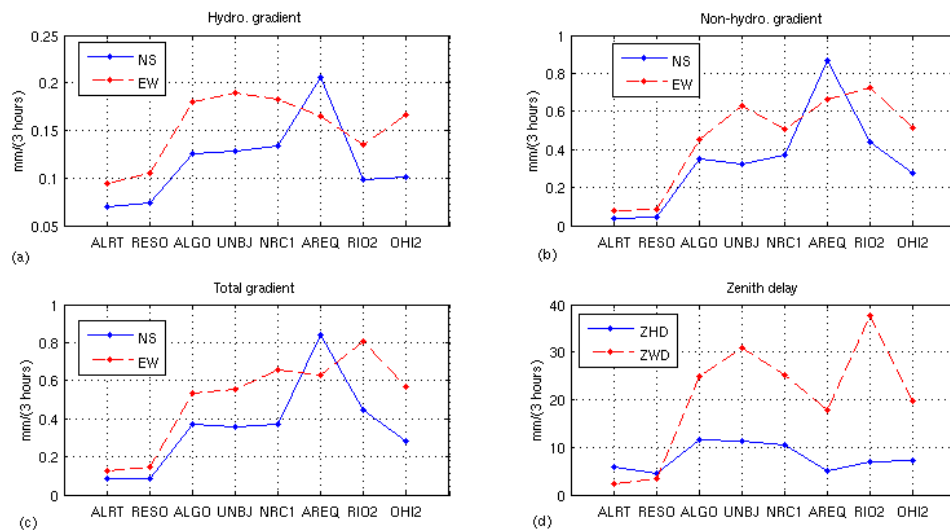 Hydro. gradient
0.25
0.2
0.15
0.1
0.05
mm/(3 hours)
NS
EW
ALRT RESO ALGO UNBJ NRC1 AREQ RIO2 OHI2
(a)
Non-hydro. gradient
1
0.8
0.6
0.4
0.2
0
mm/(3 hours)
NS
EW
ALRT RESO ALGO UNBJ NRC1 AREQ RIO2 OHI2
(b)
Total gradient
1
0.8
0.6
0.4
0.2
0
mm/(3 hours)
NS
EW
ALRT RESO ALGO UNBJ NRC1 AREQ RIO2 OHI2
(c)
Zenith delay
40
30
20
10
0
mm/(3 hours)
ZHD
ZWD
ALRT RESO ALGO UNBJ NRC1 AREQ RIO2 OHI2
(d)